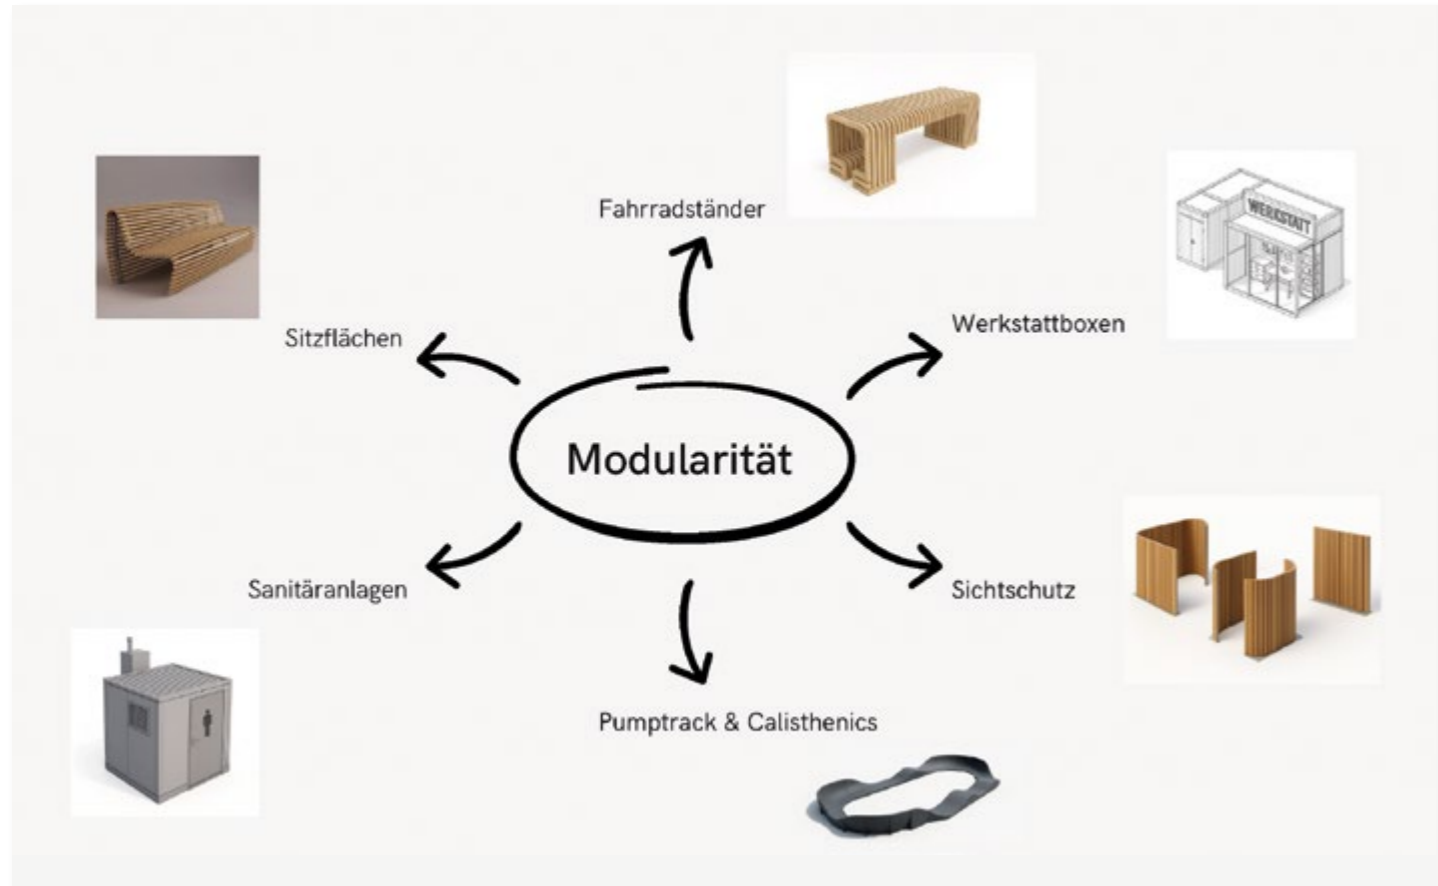 Fahrradständer
WERKSTATT
Sitzflächen
Werkstattboxen
Modularität
Sanitäranlagen
Sichtschutz
Pumptrack & Calisthenics